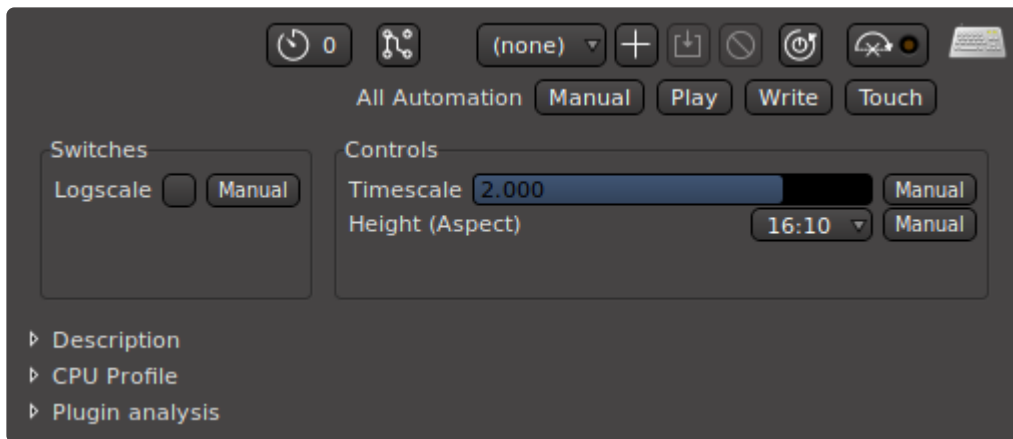 0 (none)
All Automation Manual Play Write Touch
Switches Controls
Logscale Manual Timescale 2.000 Manual
Height (Aspect) 16:10 Manual
Description
CPU Profile
Plugin analysis